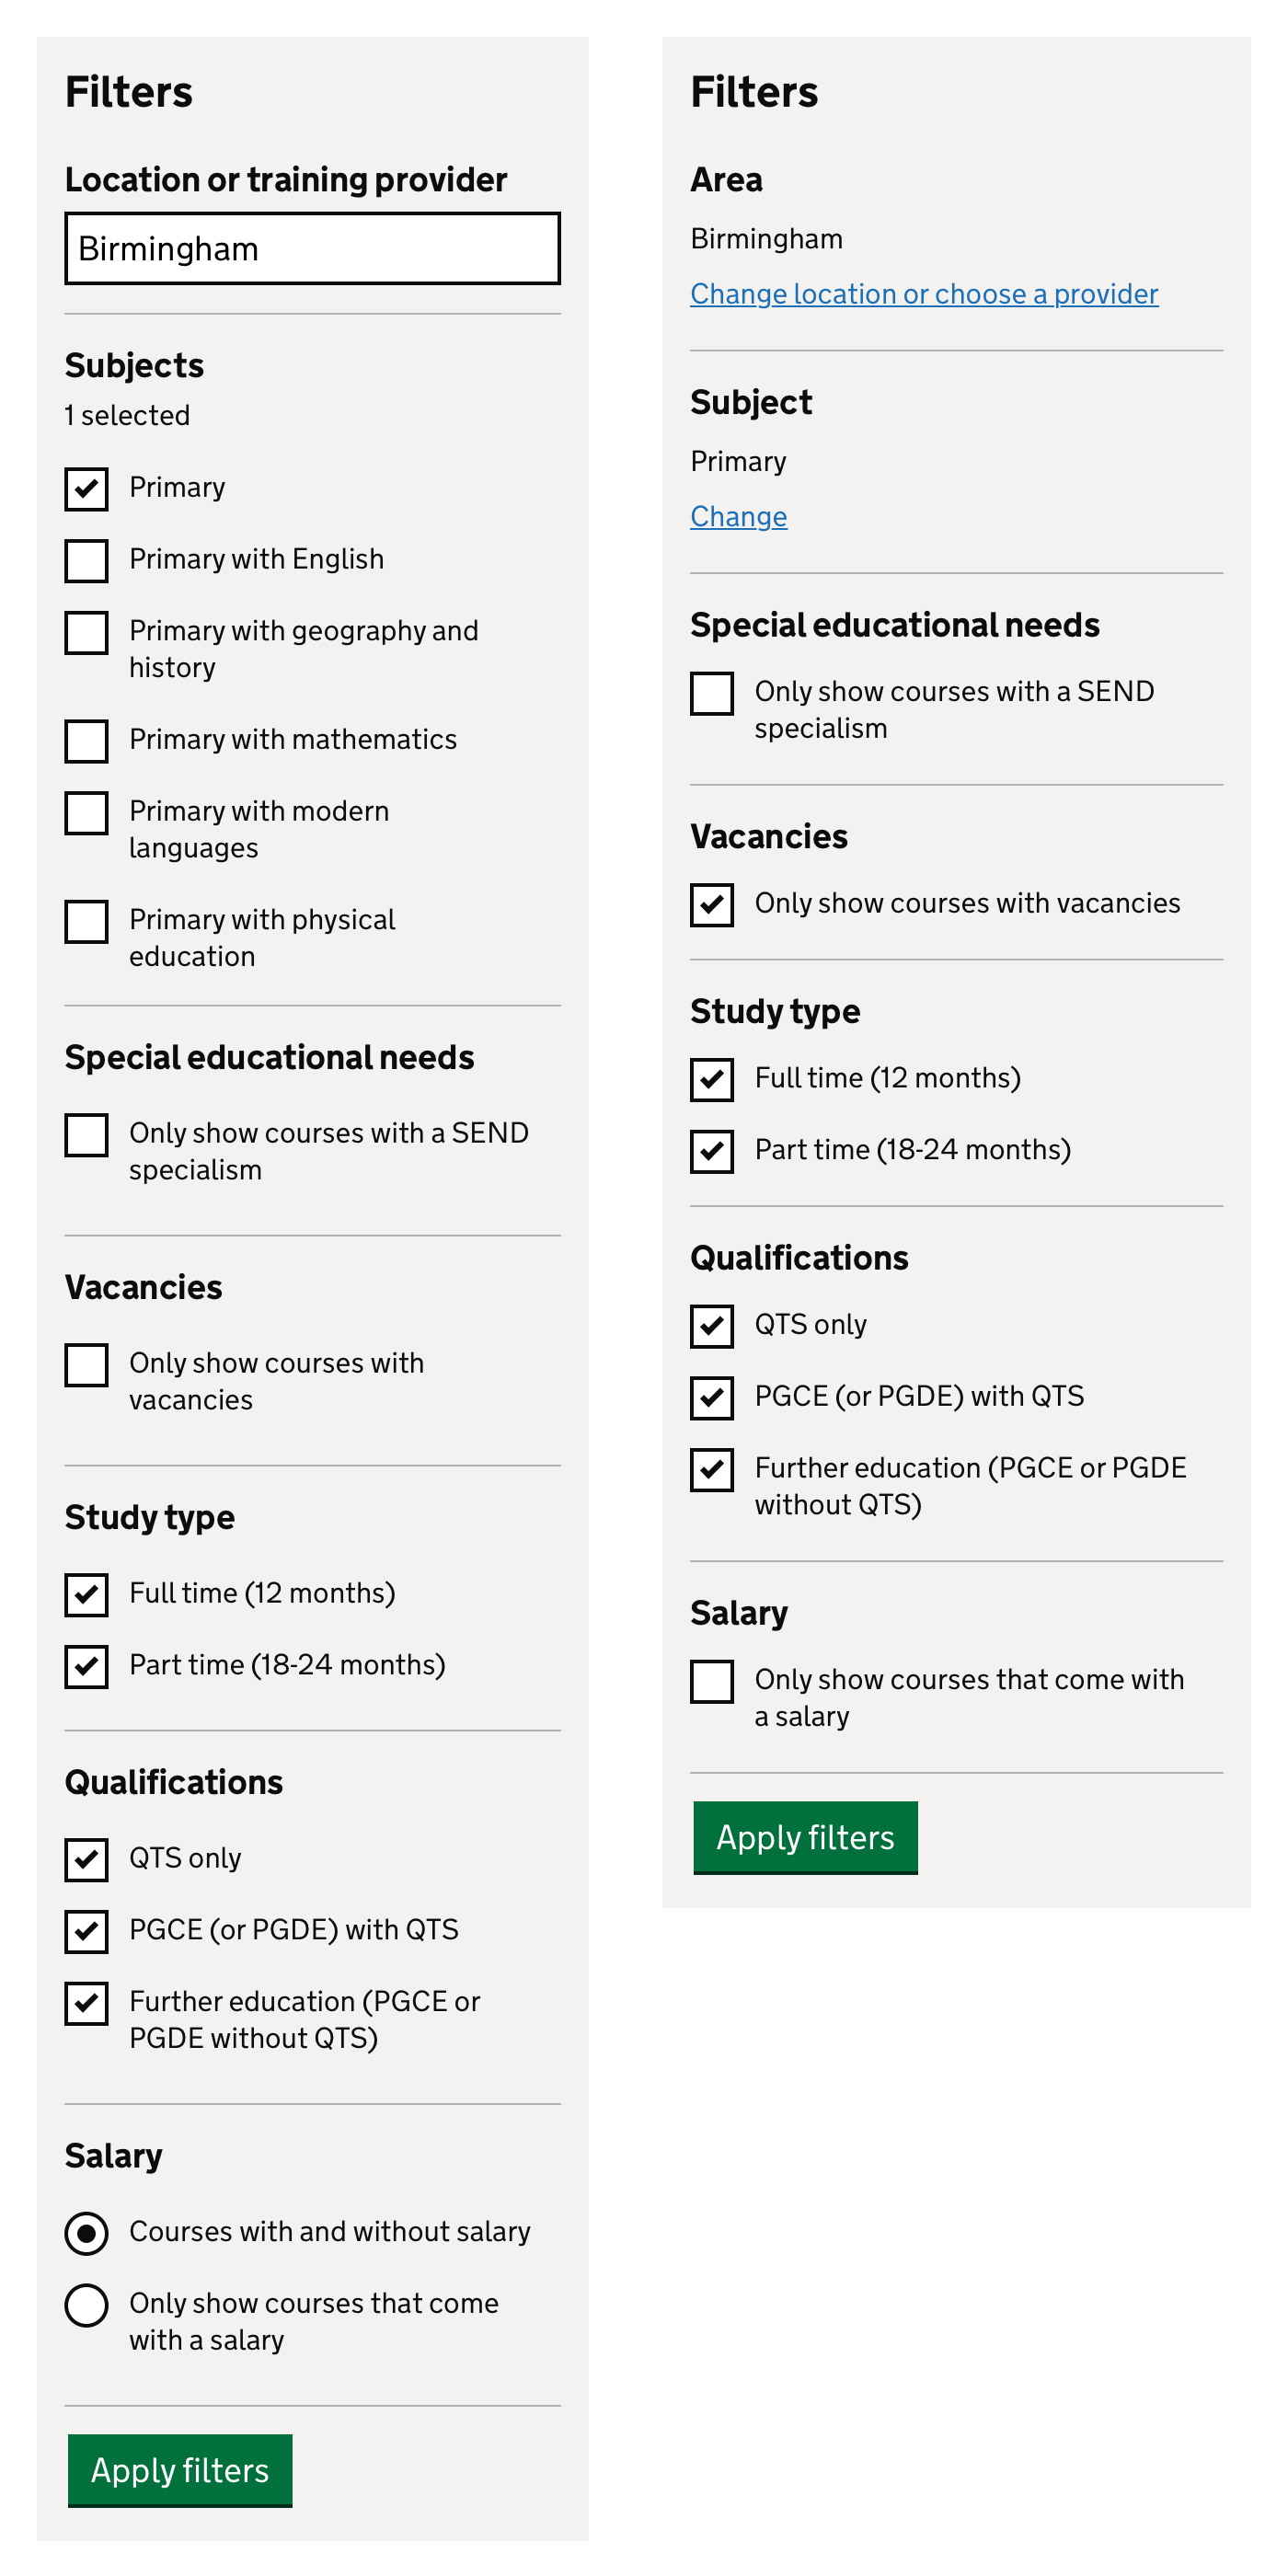 Filters
Location or training provider
Birmingham
Subjects
1 selected
Primary
Primary with English
Primary with geography and
history
Primary with mathematics
Primary with modern
languages
Primary with physical
education
Special educational needs
Only show courses with a SEND
specialism
Vacancies
Only show courses with
vacancies
Study type
Full time (12 months)
Part time (18-24 months)
Qualifications
QTS only
PGCE (or PGDE) with QTS
Further education (PGCE or
PGDE without QTS)
Salary
Courses with and without salary
Only show courses that come
with a salary
Apply filters
Filters
Area
Birmingham
Change location or choose a provider
Subject
Primary
Change
Special educational needs
Only show courses with a SEND
specialism
Vacancies
Only show courses with vacancies
Study type
Full time (12 months)
Part time (18-24 months)
Qualifications
QTS only
PGCE (or PGDE) with QTS
Further education (PGCE or PGDE
without QTS)
Salary
Only show courses that come with
a salary
Apply filters